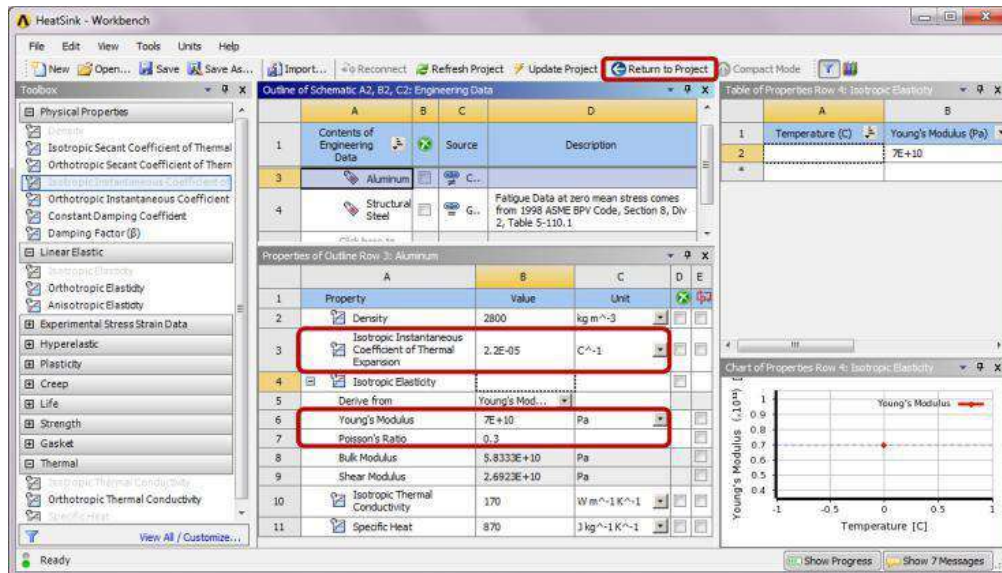 HeatSink - Workbench
File Edit View Tools Units Help
New Open... Save Save As... Import... Reconnect Refresh Project Update Project Return to Project Compact Mode
Toolbox
Physical Properties
Density
Isotropic Secant Coefficient of Thermal
Orthotropic Secant Coefficient of Therm
Isotropic Instantaneous Coefficient of
Orthotropic Instantaneous Coefficient
Constant Damping Coefficient
Damping Factor (β)
Linear Elastic
Isotropic Elasticity
Orthotropic Elasticity
Anisotropic Elasticity
Experimental Stress Strain Data
Hyperelastic
Plasticity
Creep
Life
Strength
Gasket
Thermal
Isotropic Thermal Conductivity
Orthotropic Thermal Conductivity
Specific Heat
View All / Customize...
Outline of Schematic A2, B2, C2: Engineering Data
A B C D
1 Contents of Engineering Data Source Description
3 Aluminum C...
4 Structural Steel G... Fatigue Data at zero mean stress comes from 1998 ASME BPV Code, Section 8, Div 2, Table 5-110.1
Click here to
Properties of Outline Row 3: Aluminum
A B C D E
1 Property Value Unit
2 Density 2800 kg m^-3
3 Isotropic Instantaneous Coefficient of Thermal Expansion 2.2E-05 C^-1
4 Isotropic Elasticity
5 Derive from Young's Mod...
6 Young's Modulus 7E+10 Pa
7 Poisson's Ratio 0.3
8 Bulk Modulus 5.8333E+10 Pa
9 Shear Modulus 2.6923E+10 Pa
10 Isotropic Thermal Conductivity 170 W m^-1 K^-1
11 Specific Heat 870 J kg^-1 K^-1
Table of Properties Row 4: Isotropic Elasticity
A B
1 Temperature (C) Young's Modulus (Pa)
2 7E+10
*
Chart of Properties Row 4: Isotropic Elasticity
Young's Modulus
1
0.9
0.8
0.7
0.6
0.5
0.4
-1 -0.5 0 0.5 1
Temperature [C]
Ready
Show Progress Show 7 Messages